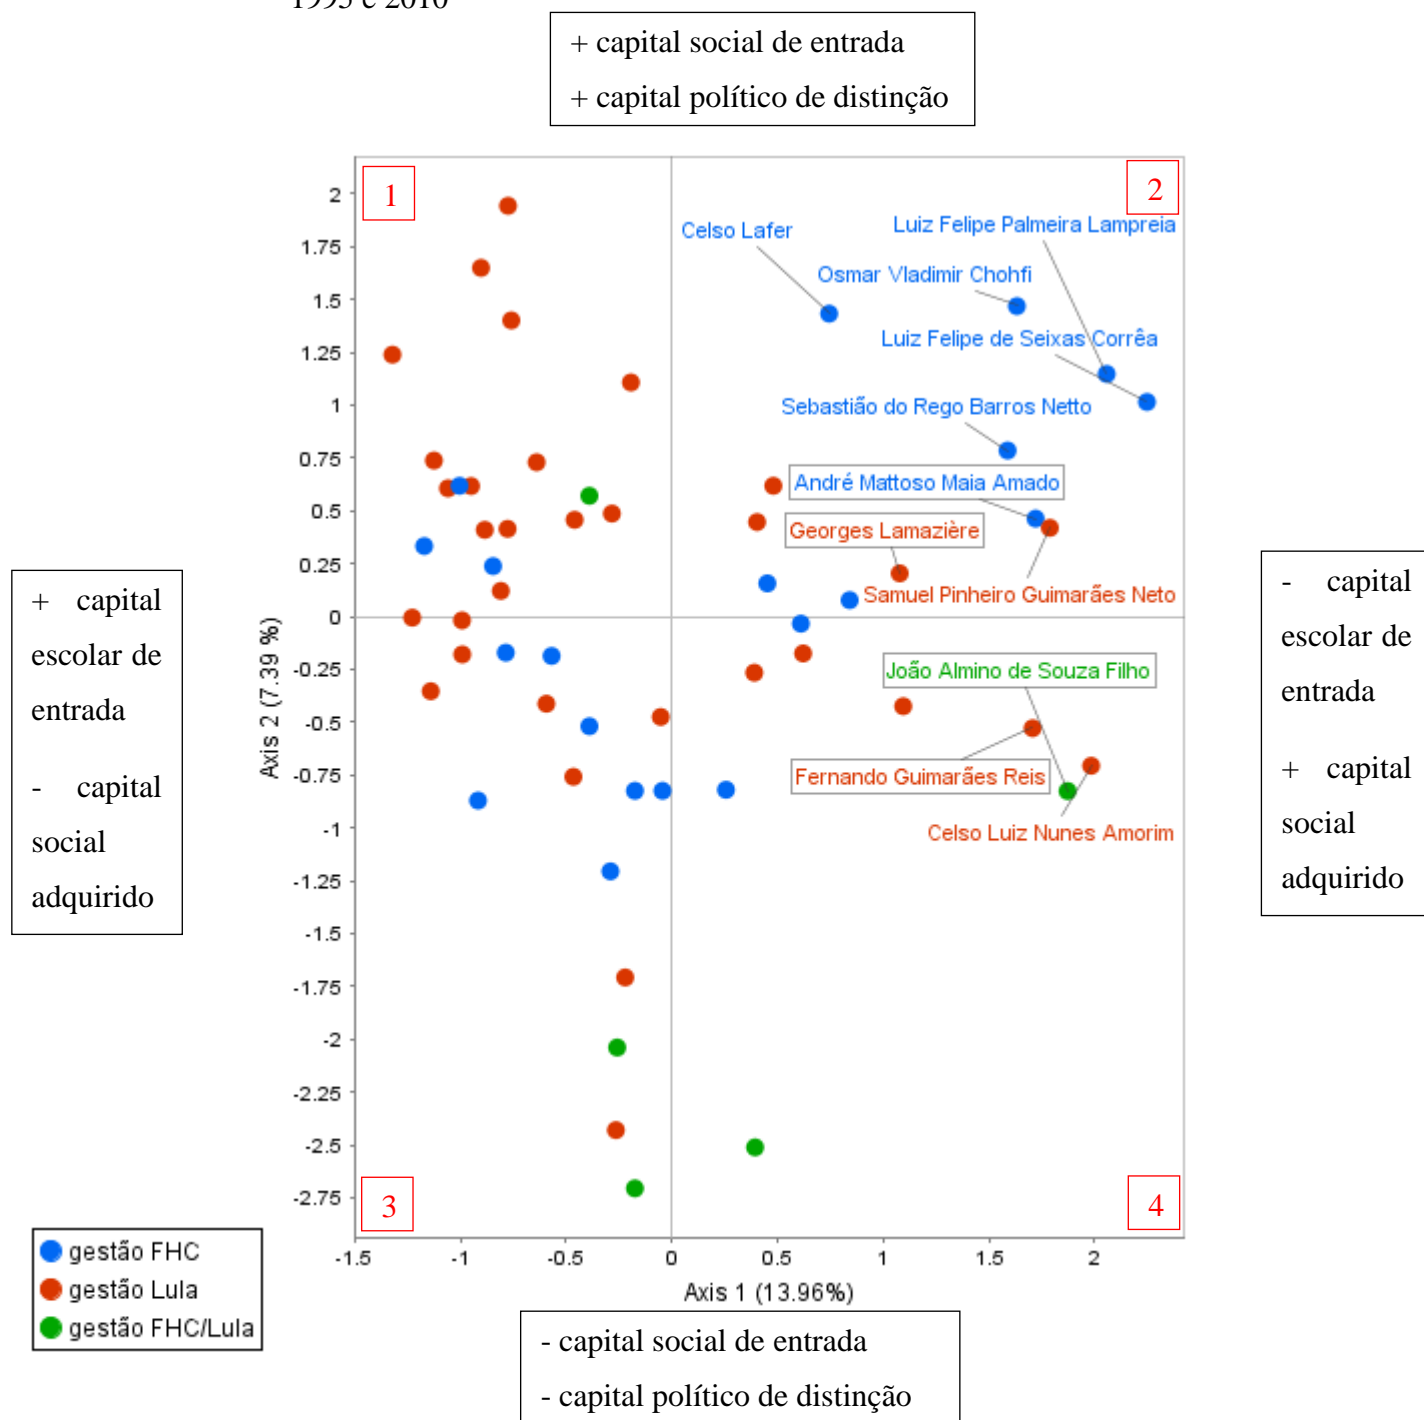 1995 e 2010
+ capital social de entrada
+ capital político de distinção
1
2
Celso Lafer
Luiz Felipe Palmeira Lampreia
Osmar Vladimir Chohfi
Luiz Felipe de Seixas Corrêa
Sebastião do Rego Barros Netto
André Mattoso Maia Amado
Georges Lamazière
Samuel Pinheiro Guimarães Neto
João Almino de Souza Filho
Fernando Guimarães Reis
Celso Luiz Nunes Amorim
+ capital
escolar de
entrada
- capital
social
adquirido
- capital
escolar de
entrada
+ capital
social
adquirido
2
1.75
1.5
1.25
1
0.75
0.5
0.25
0
-0.25
-0.5
-0.75
-1
-1.25
-1.5
-1.75
-2
-2.25
-2.5
-2.75
Axis 2 (7.39 %)
3
4
-1.5
-1
-0.5
0
0.5
1
1.5
2
Axis 1 (13.96%)
gestão FHC
gestão Lula
gestão FHC/Lula
- capital social de entrada
- capital político de distinção